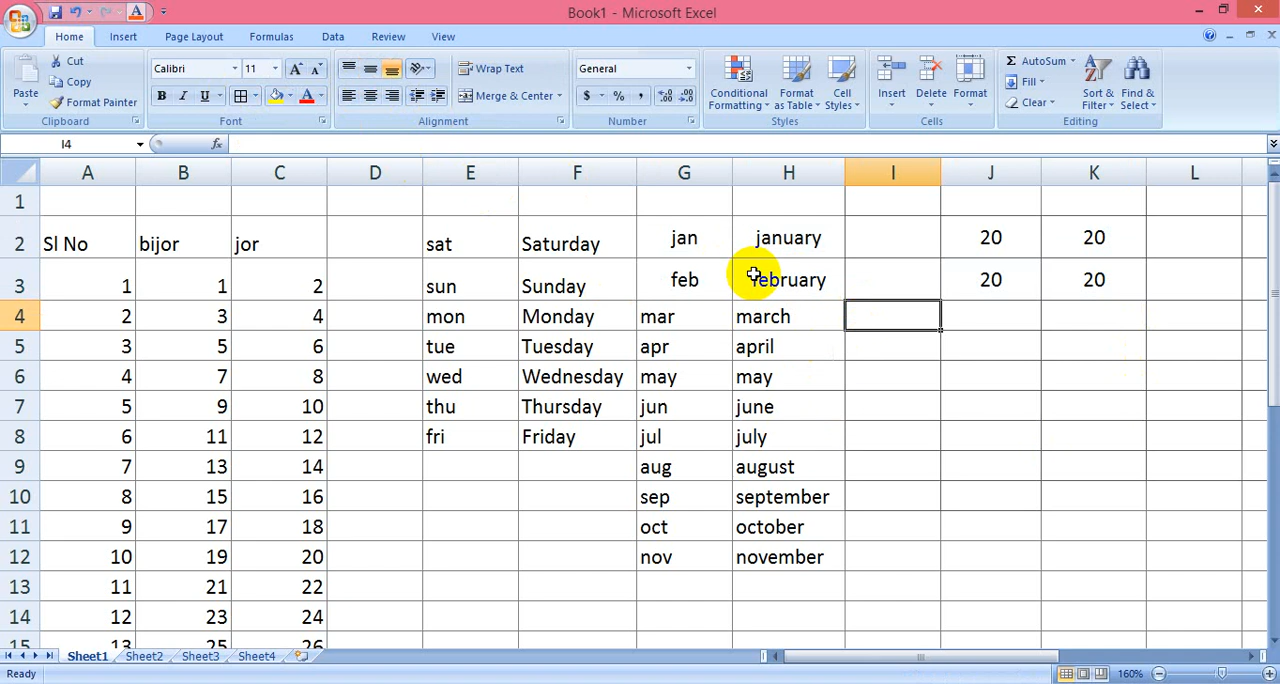 Book1 - Microsoft Excel
Home Insert Page Layout Formulas Data Review View
Paste
Cut
Copy
Format Painter
Clipboard
Calibri 11
B I U A
Font
Wrap Text
Merge & Center
Alignment
General
$ % ,
Number
Conditional Formatting
Format as Table
Cell Styles
Styles
Insert Delete Format
Cells
Σ AutoSum
Fill
Clear
Sort & Filter
Find & Select
Editing
I4 fx
A B C D E F G H I J K L
1
2 Sl No bijor jor sat Saturday jan january 20 20
3 1 1 2 sun Sunday feb february 20 20
4 2 3 4 mon Monday mar march
5 3 5 6 tue Tuesday apr april
6 4 7 8 wed Wednesday may may
7 5 9 10 thu Thursday jun june
8 6 11 12 fri Friday jul july
9 7 13 14 aug august
10 8 15 16 sep september
11 9 17 18 oct october
12 10 19 20 nov november
13 11 21 22
14 12 23 24
15 13 25 26
Sheet1 Sheet2 Sheet3 Sheet4
Ready 160%